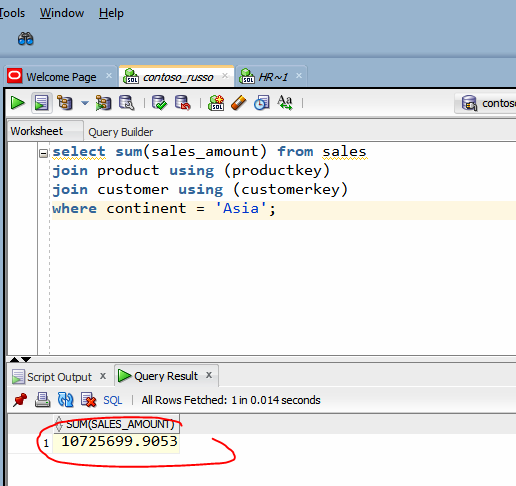 Tools Window Help
Welcome Page contoso_russo HR~1
contoso
Worksheet Query Builder
select sum(sales_amount) from sales
join product using (productkey)
join customer using (customerkey)
where continent = 'Asia';
Script Output x Query Result x
SQL All Rows Fetched: 1 in 0.014 seconds
SUM(SALES_AMOUNT)
1 10725699.9053